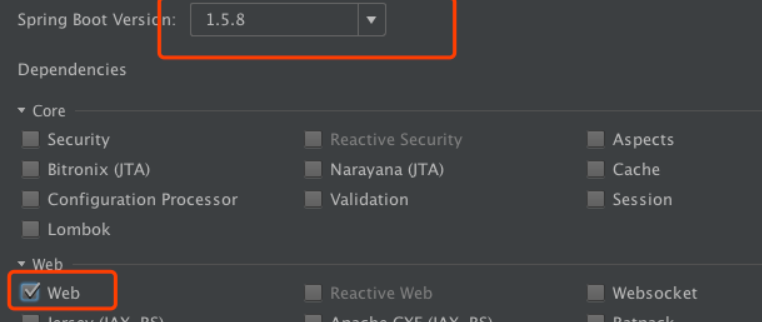 Spring Boot Version: 1.5.8
Dependencies
Core
Security Reactive Security Aspects
Bitronix (JTA) Narayana (JTA) Cache
Configuration Processor Validation Session
Lombok
Web
Web Reactive Web Websocket
Jersey (JAX-RS) Apache CXF (JAX-RS) Ratpack